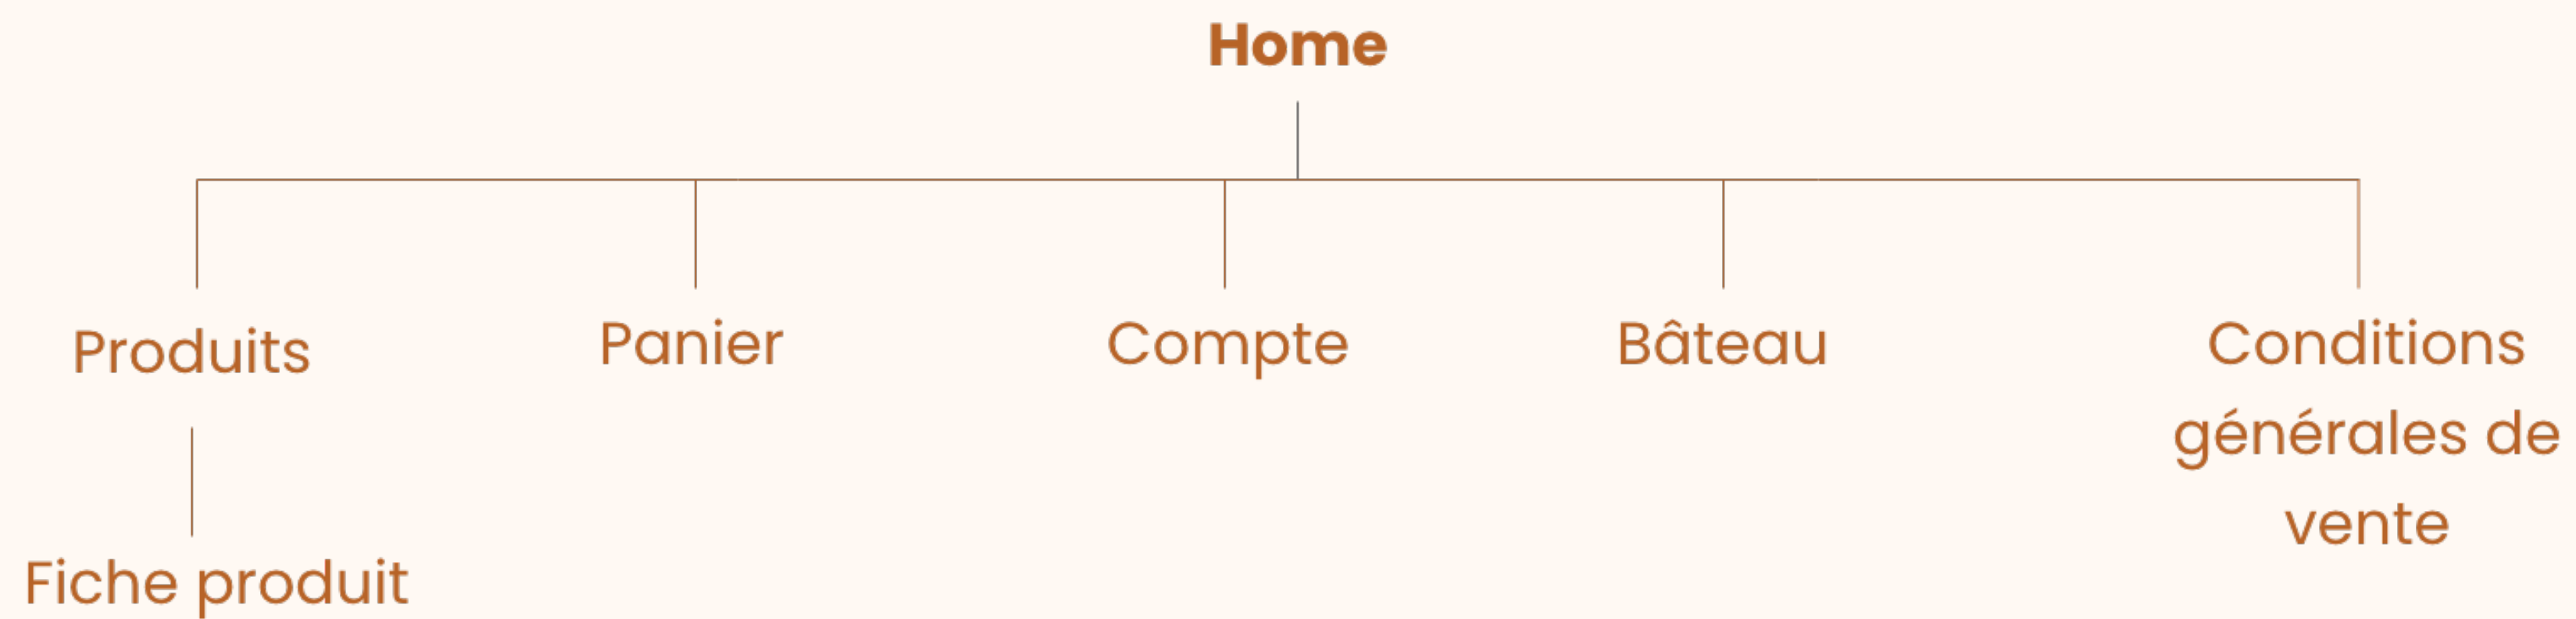 Home
Produits
Panier
Compte
Bâteau
Conditions
générales de
vente
Fiche produit